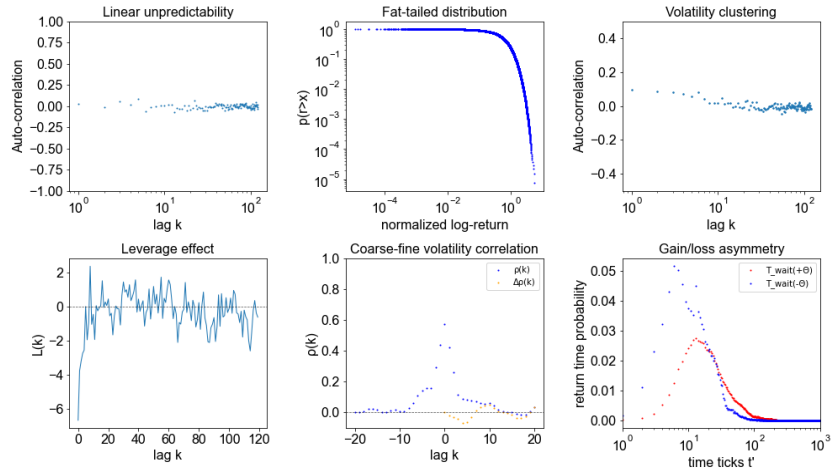 Linear unpredictability
Auto-correlation
1.00
0.75
0.50
0.25
0.00
−0.25
−0.50
−0.75
−1.00
10⁰
10¹
10²
lag k
Fat-tailed distribution
p(r>x)
10⁰
10⁻¹
10⁻²
10⁻³
10⁻⁴
10⁻⁵
10⁻⁴
10⁻²
10⁰
normalized log-return
Volatility clustering
Auto-correlation
0.4
0.2
0.0
−0.2
−0.4
10⁰
10¹
10²
lag k
Leverage effect
L(k)
2
0
−2
−4
−6
0 20 40 60 80 100 120
lag k
Coarse-fine volatility correlation
ρ(k)
1.0
0.8
0.6
0.4
0.2
0.0
−20 −10 0 10 20
lag k
ρ(k)
Δρ(k)
Gain/loss asymmetry
return time probability
0.05
0.04
0.03
0.02
0.01
0.00
10⁰
10¹
10²
10³
time ticks t'
T_wait(+Θ)
T_wait(-Θ)